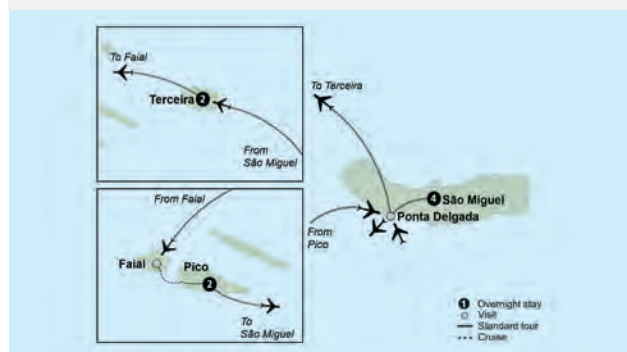 To Faial
Terceira 2
From
São Miguel
To Terceira
4 São Miguel
Ponta Delgada
From
Pico
From Faial
Faial
Pico
2
To
São Miguel
1 Overnight stay
Visit
Standard tour
Cruise